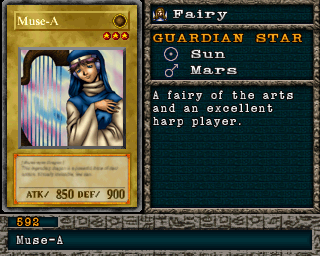 Muse-A
ATK/ 850 DEF/ 900
Fairy
GUARDIAN STAR
Sun
Mars
A fairy of the arts
and an excellent
harp player.
592
Muse-A